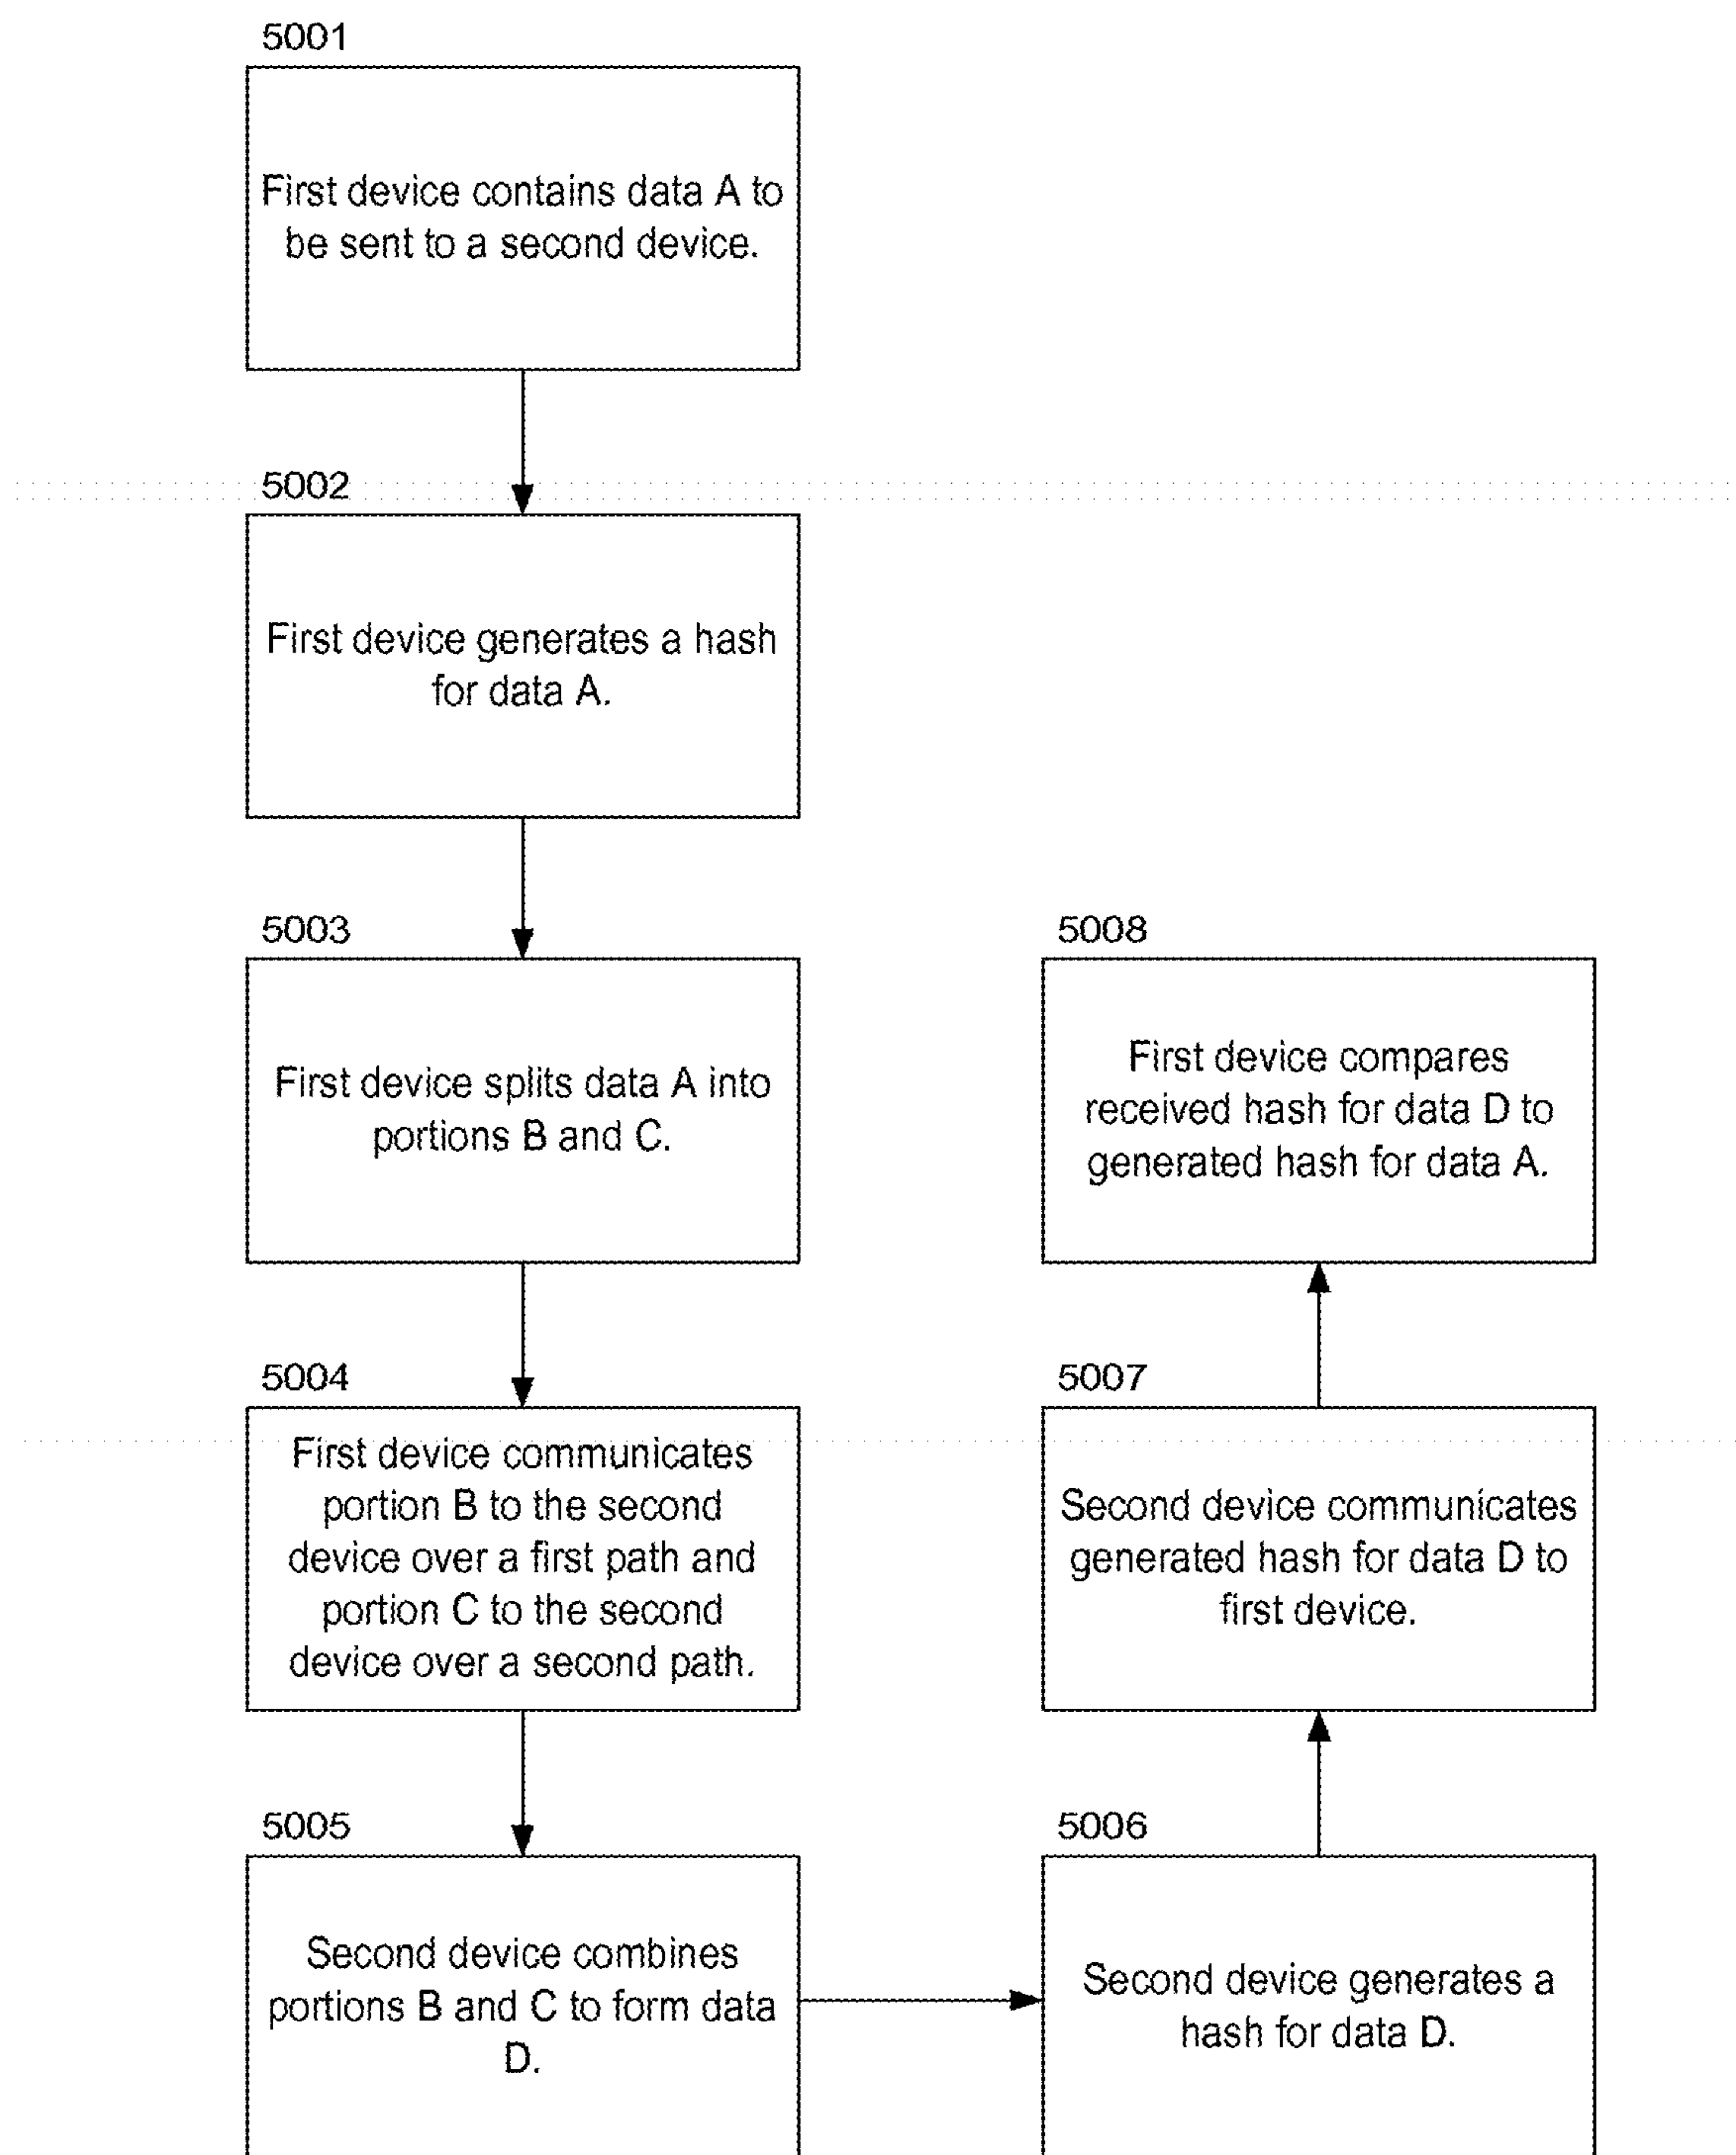 5001
First device contains data A to
be sent to a second device.
5002
First device generates a hash
for data A.
5003
First device splits data A into
portions B and C.
5004
First device communicates
portion B to the second
device over a first path and
portion C to the second
device over a second path.
5005
Second device combines
portions B and C to form data
D.
5006
Second device generates a
hash for data D.
5007
Second device communicates
generated hash for data D to
first device.
5008
First device compares
received hash for data D to
generated hash for data A.